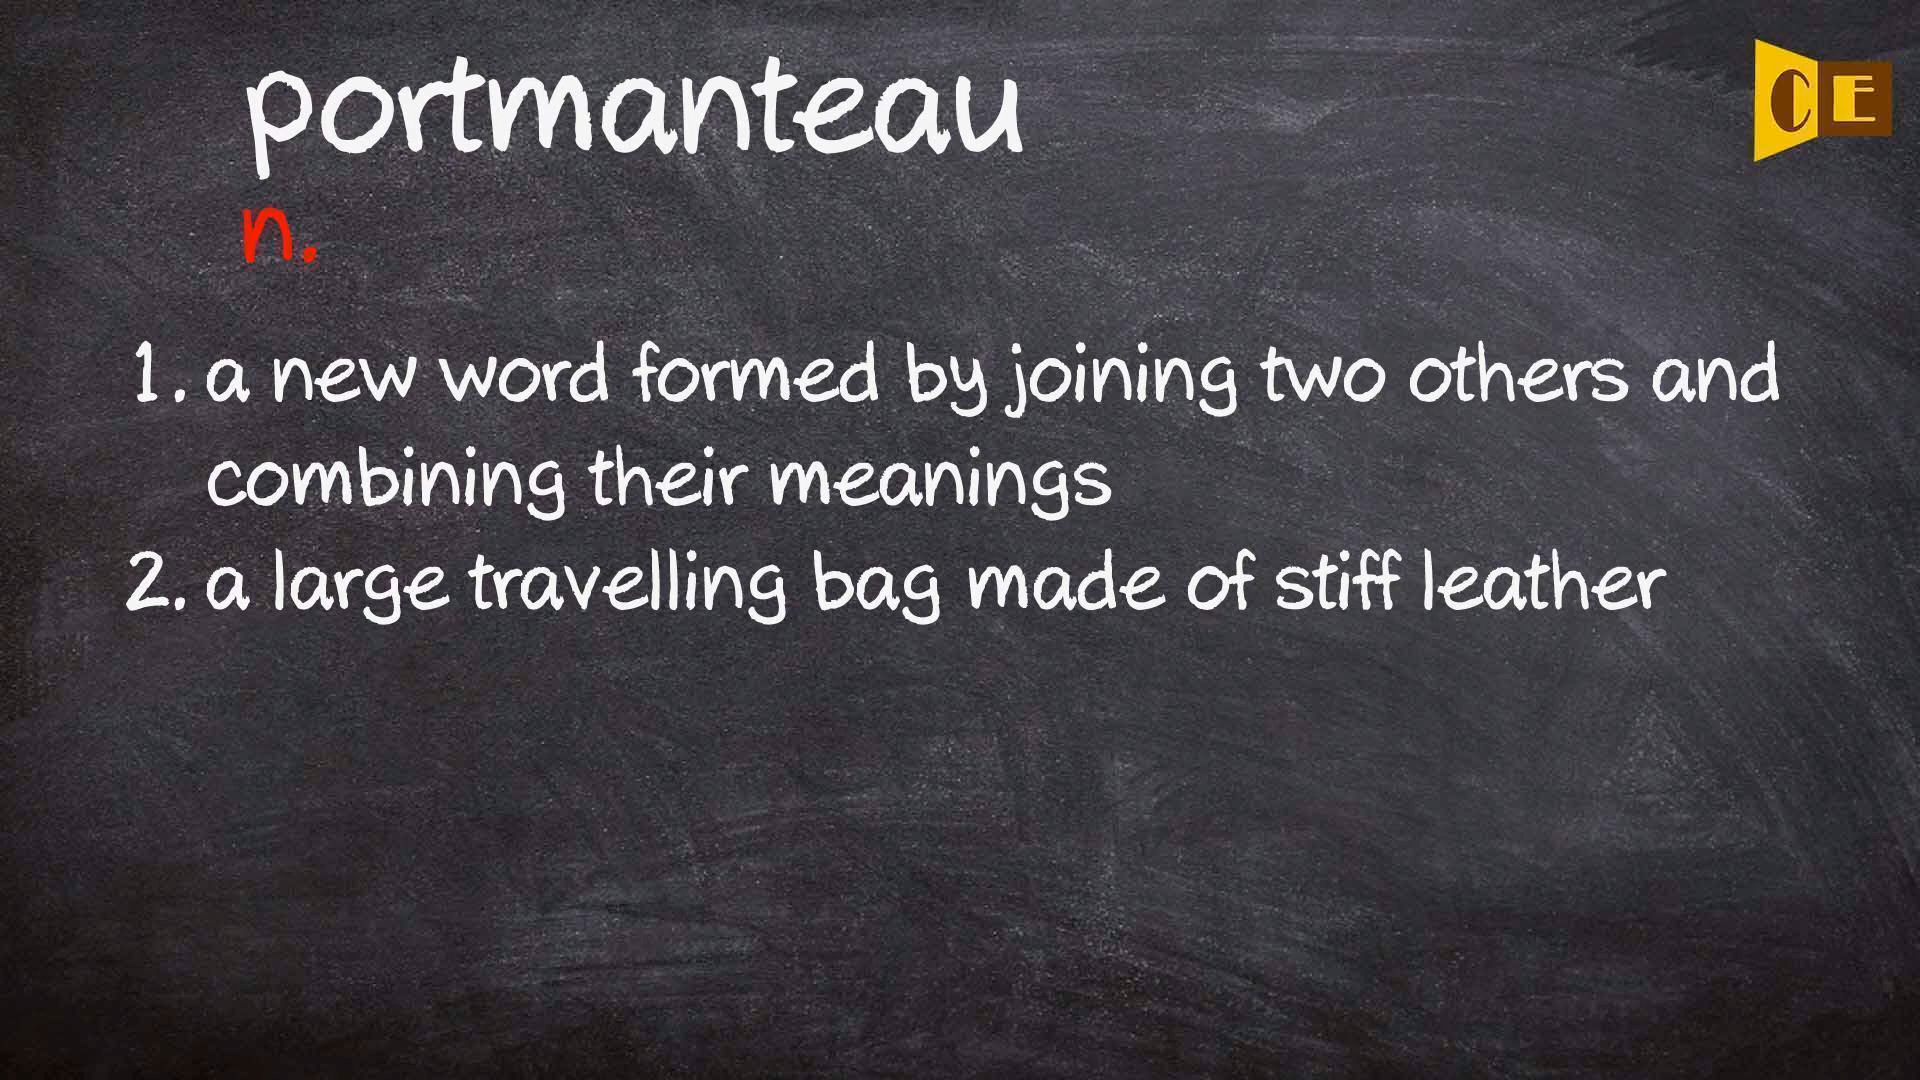 portmanteau
CE
n.
1. a new word formed by joining two others and
combining their meanings
2. a large travelling bag made of stiff leather